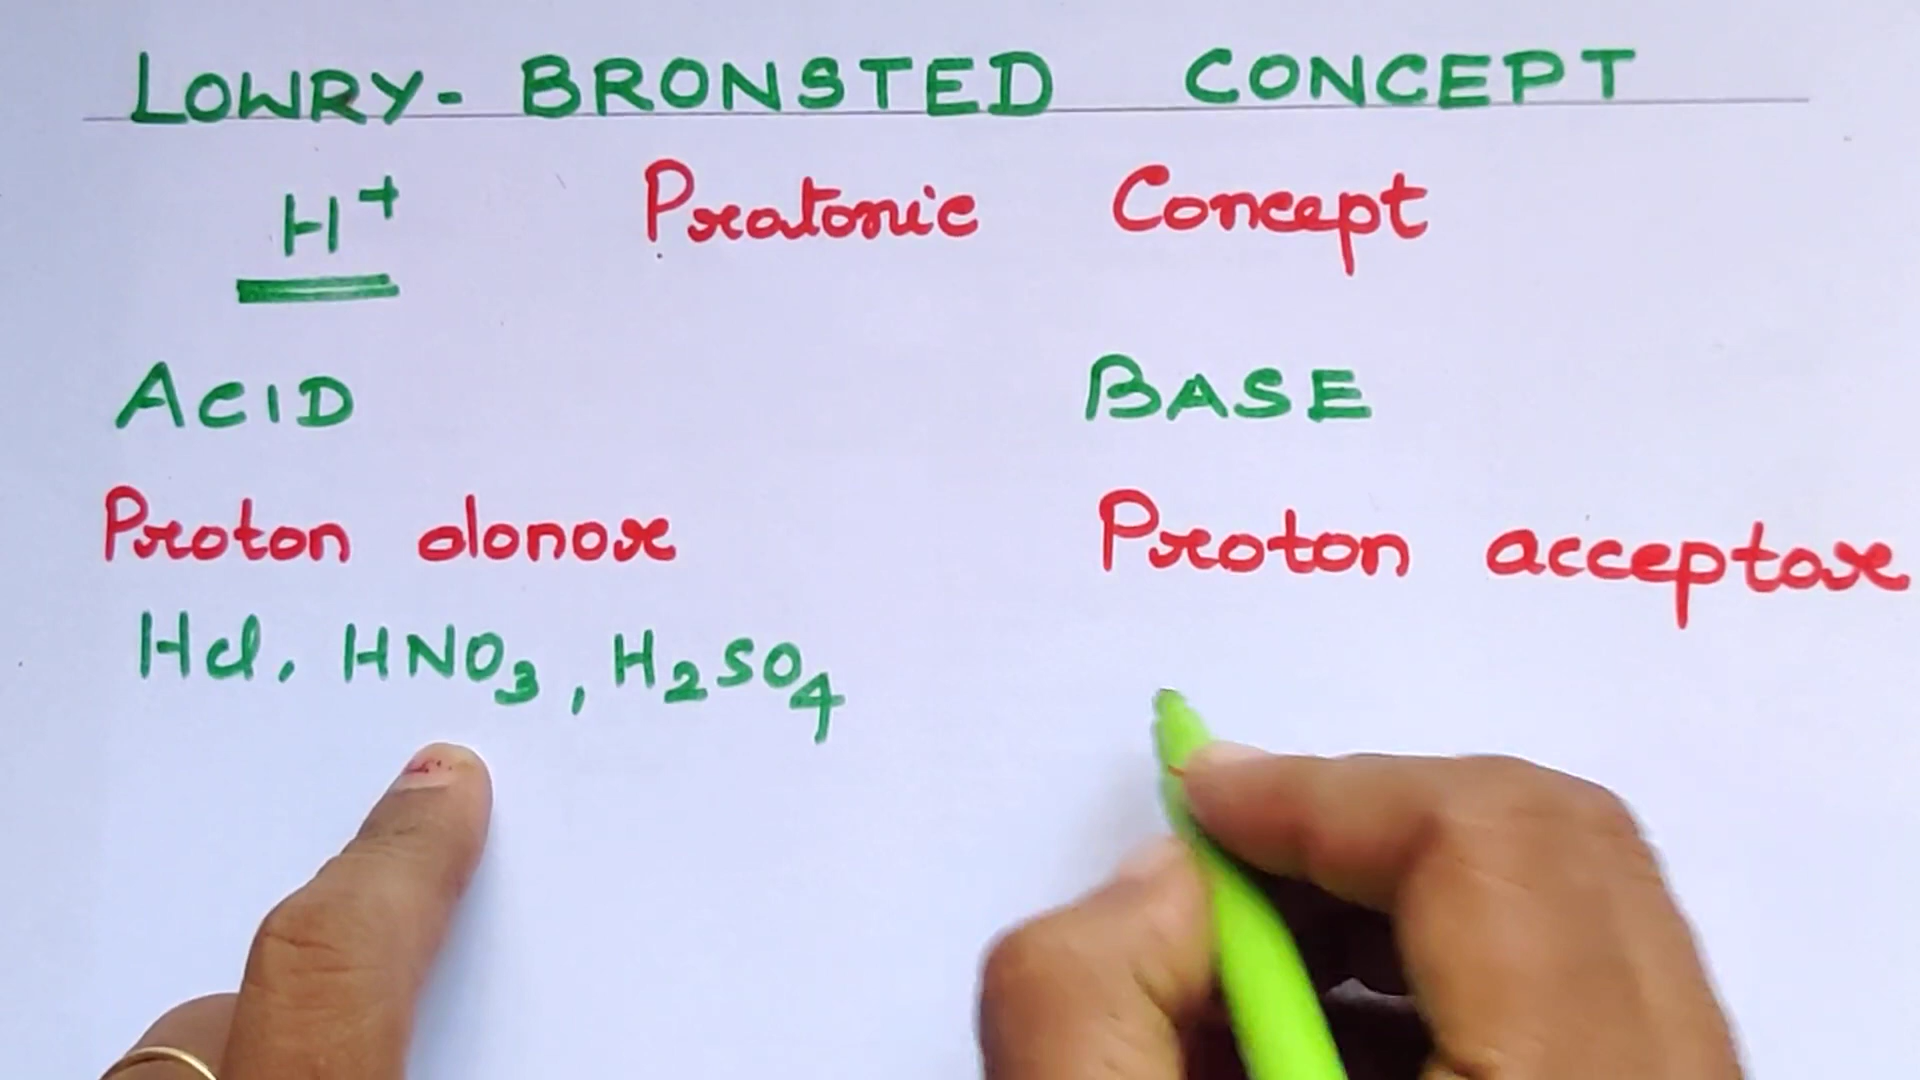 LOWRY- BRONSTED CONCEPT
H⁺ Protonic Concept
ACID BASE
Proton donor Proton acceptor
HCl, HNO₃, H₂SO₄